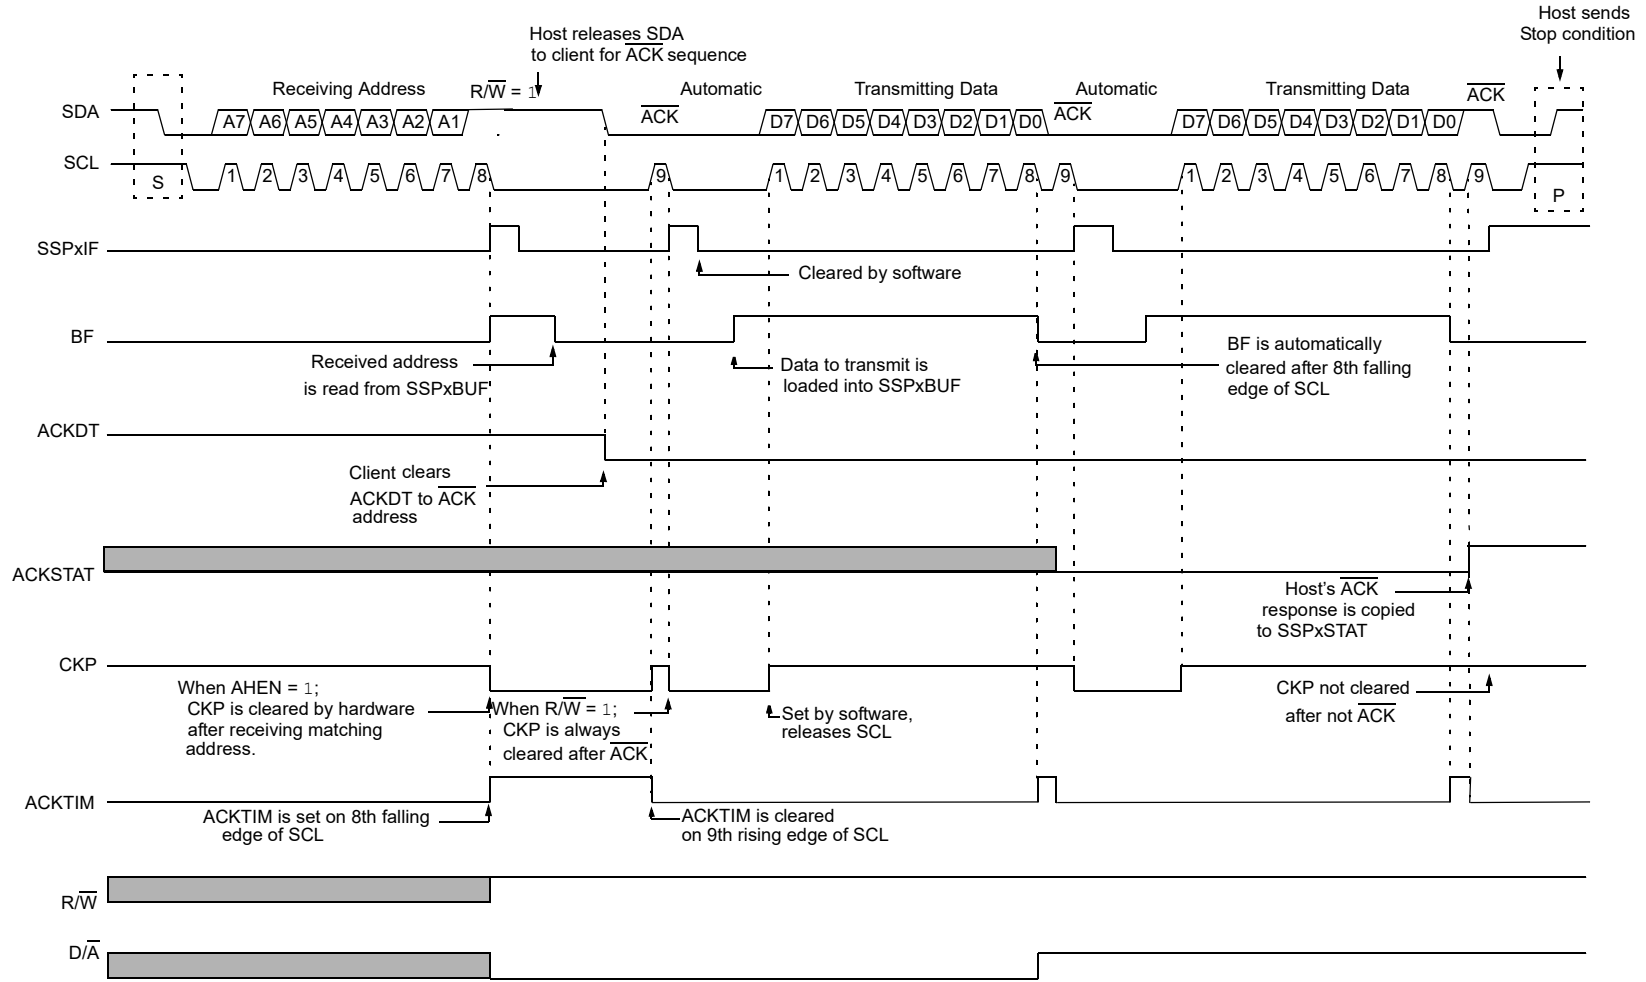 Host sends
Stop condition
Host releases SDA
to client for ACK sequence
Receiving Address
R/W = 1
Automatic
Transmitting Data
Automatic
Transmitting Data
ACK
SDA
A7 A6 A5 A4 A3 A2 A1
ACK
D7 D6 D5 D4 D3 D2 D1 D0
ACK
D7 D6 D5 D4 D3 D2 D1 D0
SCL
S
1 2 3 4 5 6 7 8 9
1 2 3 4 5 6 7 8 9
1 2 3 4 5 6 7 8 9
P
SSPxIF
Cleared by software
BF
Received address
is read from SSPxBUF
Data to transmit is
loaded into SSPxBUF
BF is automatically
cleared after 8th falling
edge of SCL
ACKDT
Client clears
ACKDT to ACK
address
ACKSTAT
Host's ACK
response is copied
to SSPxSTAT
CKP
When AHEN = 1;
CKP is cleared by hardware
after receiving matching
address.
When R/W = 1;
CKP is always
cleared after ACK
Set by software,
releases SCL
CKP not cleared
after not ACK
ACKTIM
ACKTIM is set on 8th falling
edge of SCL
ACKTIM is cleared
on 9th rising edge of SCL
R/W
D/A